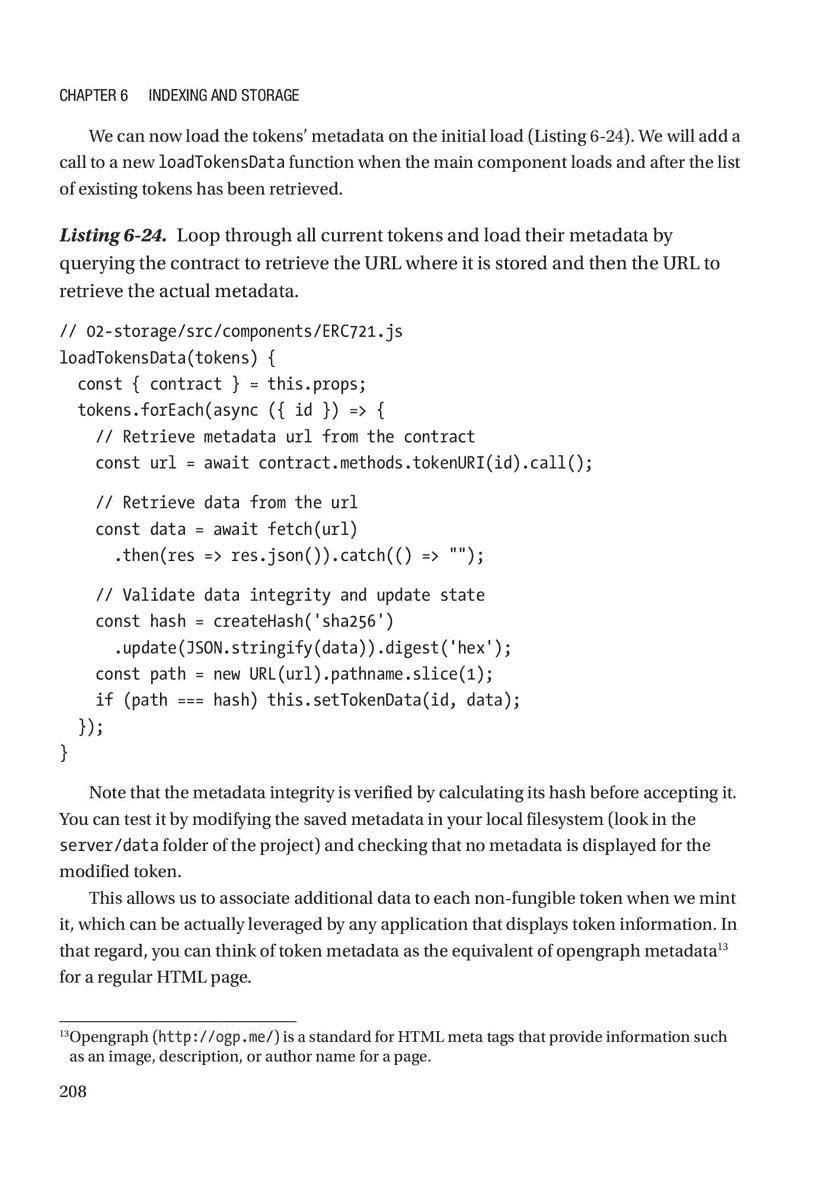 CHAPTER 6 INDEXING AND STORAGE
We can now load the tokens’ metadata on the initial load (Listing 6-24). We will add a
call to a new loadTokensData function when the main component loads and after the list
of existing tokens has been retrieved.
Listing 6-24. Loop through all current tokens and load their metadata by
querying the contract to retrieve the URL where it is stored and then the URL to
retrieve the actual metadata.
// 02-storage/src/components/ERC721.js
loadTokensData(tokens) {
  const { contract } = this.props;
  tokens.forEach(async ({ id }) => {
    // Retrieve metadata url from the contract
    const url = await contract.methods.tokenURI(id).call();
    // Retrieve data from the url
    const data = await fetch(url)
      .then(res => res.json()).catch(() => "");
    // Validate data integrity and update state
    const hash = createHash('sha256')
      .update(JSON.stringify(data)).digest('hex');
    const path = new URL(url).pathname.slice(1);
    if (path === hash) this.setTokenData(id, data);
  });
}
Note that the metadata integrity is verified by calculating its hash before accepting it.
You can test it by modifying the saved metadata in your local filesystem (look in the
server/data folder of the project) and checking that no metadata is displayed for the
modified token.
This allows us to associate additional data to each non-fungible token when we mint
it, which can be actually leveraged by any application that displays token information. In
that regard, you can think of token metadata as the equivalent of opengraph metadata¹³
for a regular HTML page.
¹³Opengraph (http://ogp.me/) is a standard for HTML meta tags that provide information such
as an image, description, or author name for a page.
208